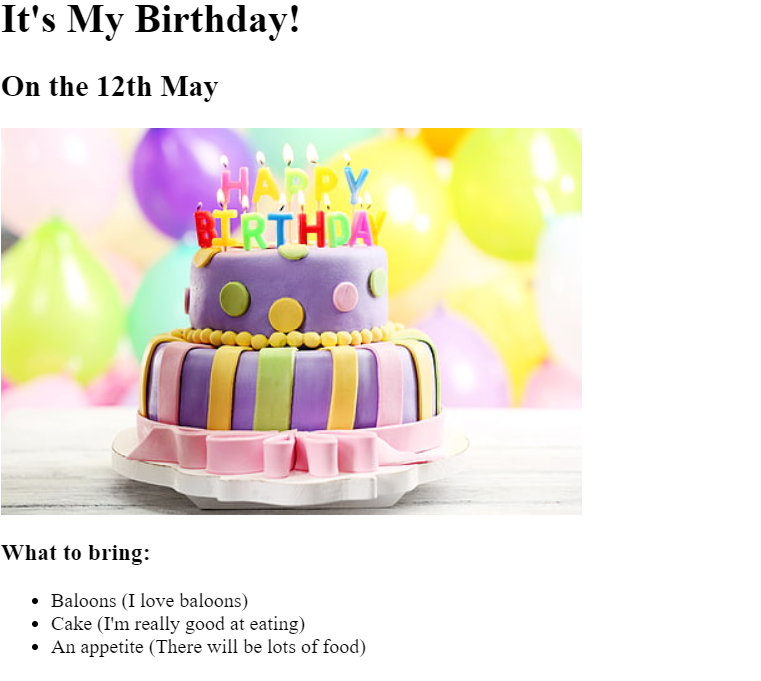 It's My Birthday!
On the 12th May
HAPPY
BIRTHDAY
What to bring:
Baloons (I love baloons)
Cake (I'm really good at eating)
An appetite (There will be lots of food)